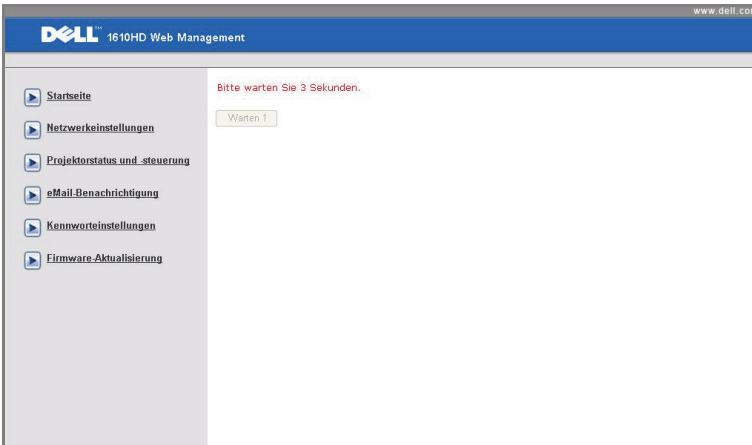 www.dell.co
DELL™ 1610HD Web Management
Bitte warten Sie 3 Sekunden.
Warten 1
Startseite
Netzwerkeinstellungen
Projektorstatus und -steuerung
eMail-Benachrichtigung
Kennworteinstellungen
Firmware-Aktualisierung